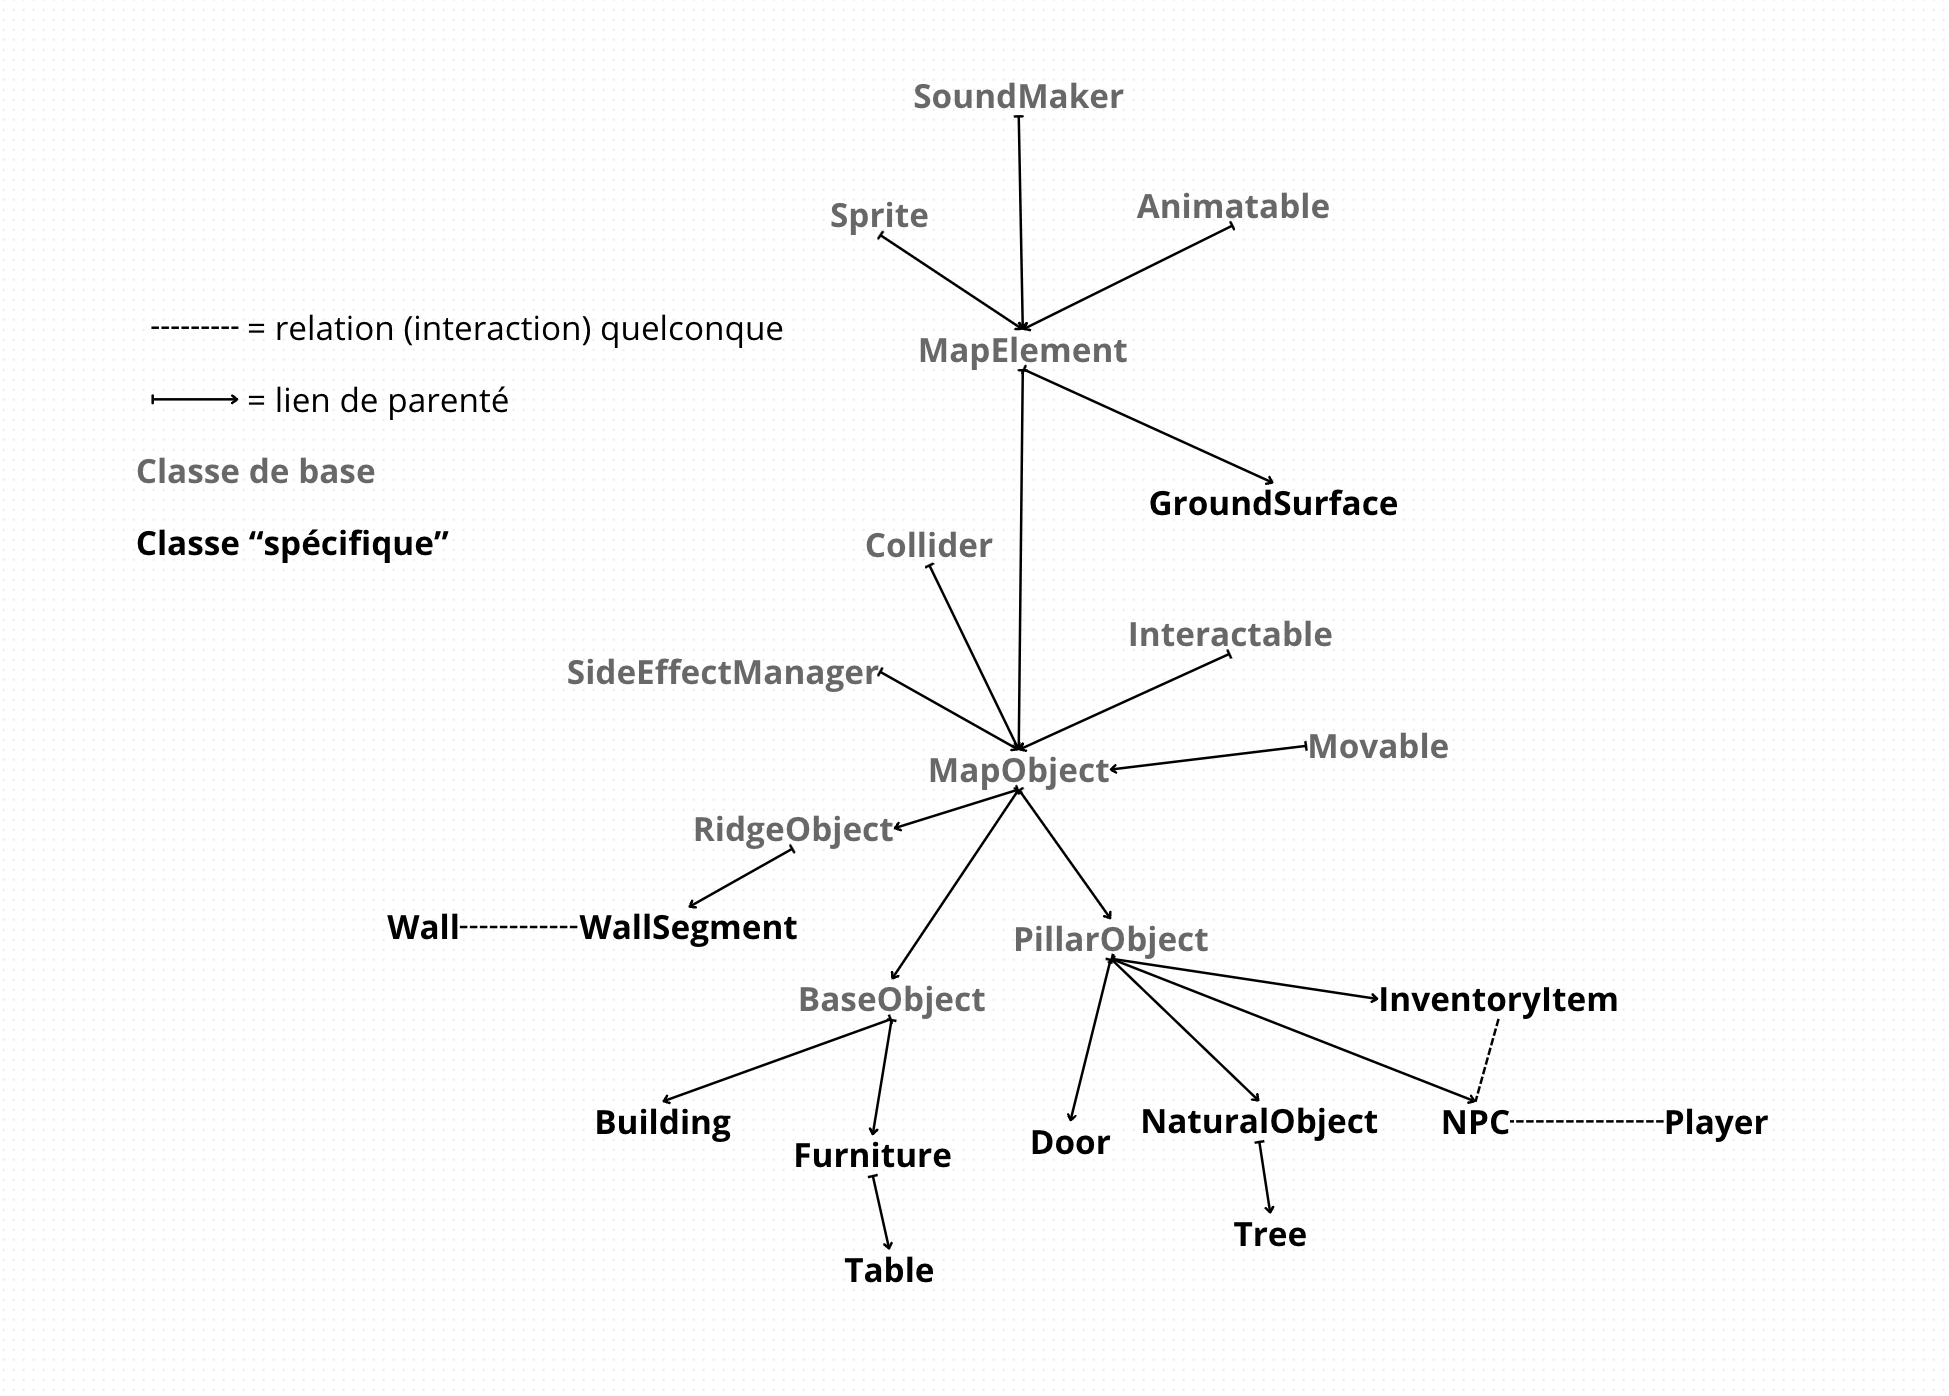 SoundMaker
Sprite
Animatable
--------- = relation (interaction) quelconque
MapElement
= lien de parenté
Classe de base
GroundSurface
Classe “spécifique”
Collider
Interactable
SideEffectManager
Movable
MapObject
RidgeObject
Wall
WallSegment
PillarObject
BaseObject
InventoryItem
Building
Furniture
Door
NaturalObject
NPC
Player
Tree
Table